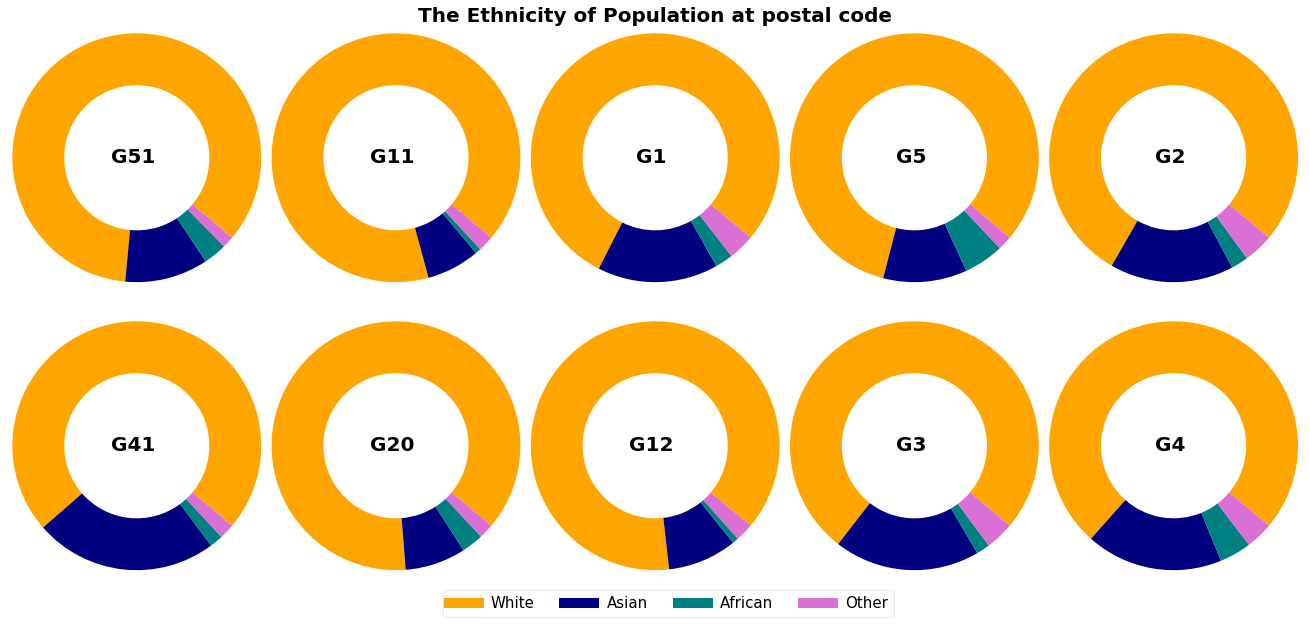 The Ethnicity of Population at postal code
G51 G11 G1 G5 G2
G41 G20 G12 G3 G4
White Asian African Other